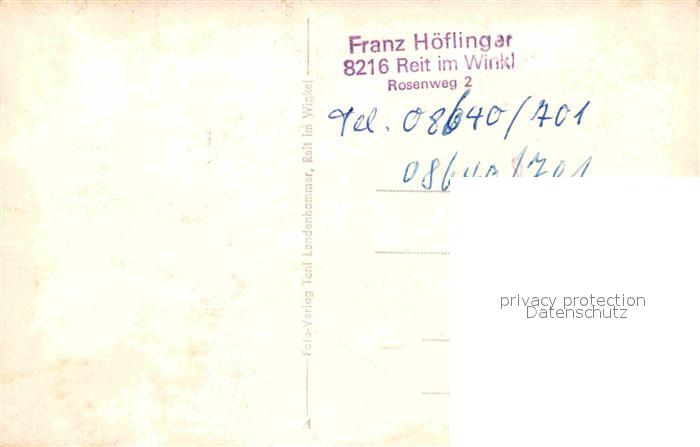 Franz Höflinger
8216 Reit im Winkl
Rosenweg 2
Tel. 08640/701
08640/701
Foto-Verlag Toni Landenhammer, Reit im Winkel
A
privacy protection
Datenschutz